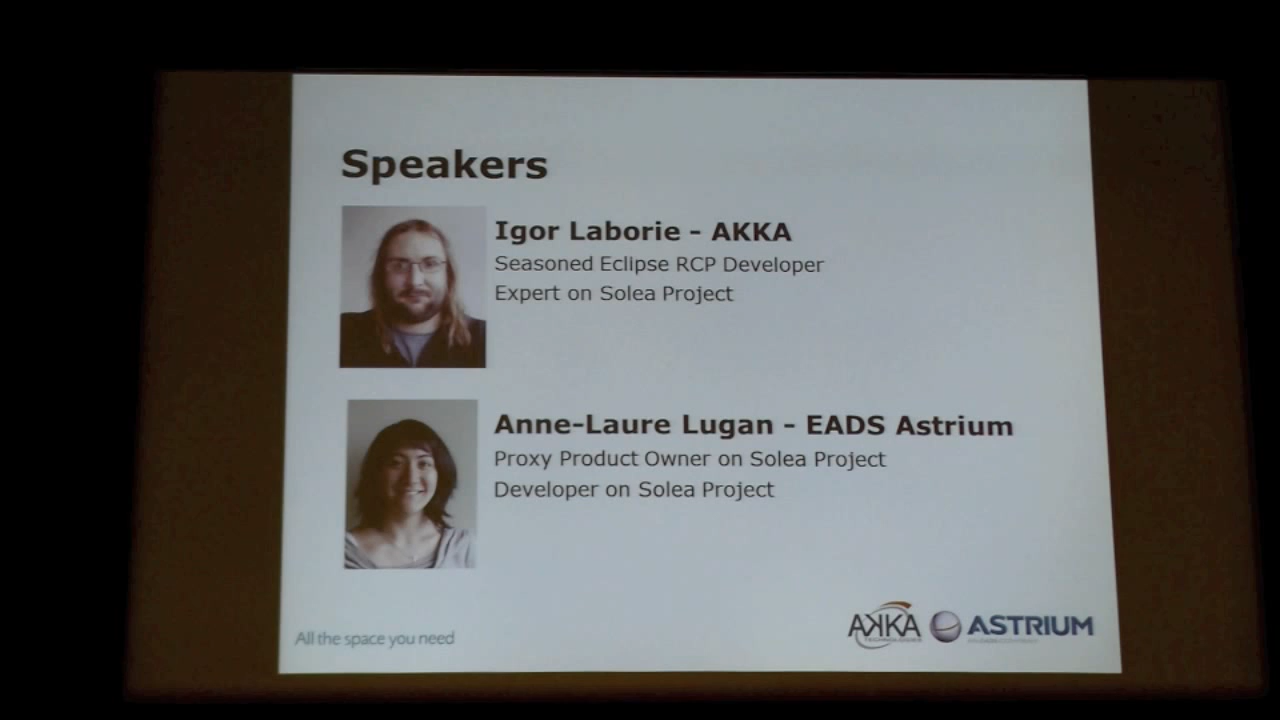 Speakers
Igor Laborie - AKKA
Seasoned Eclipse RCP Developer
Expert on Solea Project
Anne-Laure Lugan - EADS Astrium
Proxy Product Owner on Solea Project
Developer on Solea Project
All the space you need
AKKA
TECHNOLOGIES
ASTRIUM